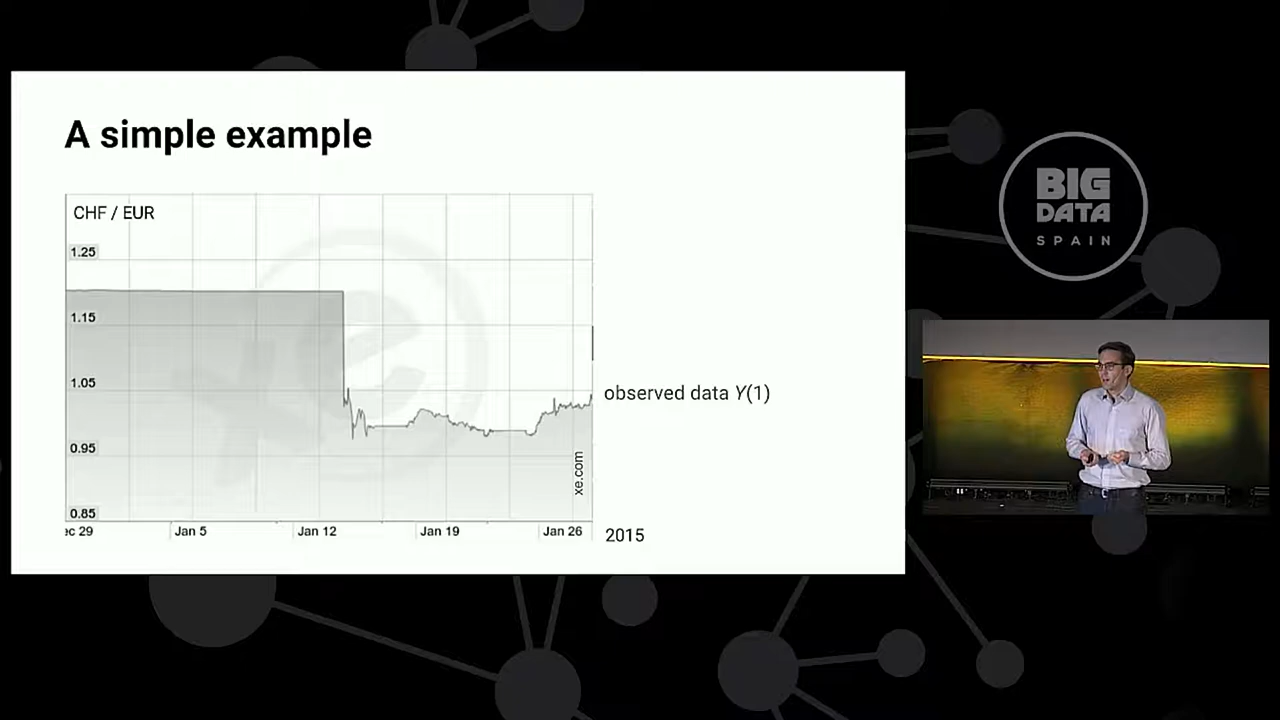 A simple example
CHF / EUR
1.25
1.15
1.05
0.95
0.85
xe.com
observed data Y(1)
ec 29
Jan 5
Jan 12
Jan 19
Jan 26
2015
BIG
DATA
SPAIN